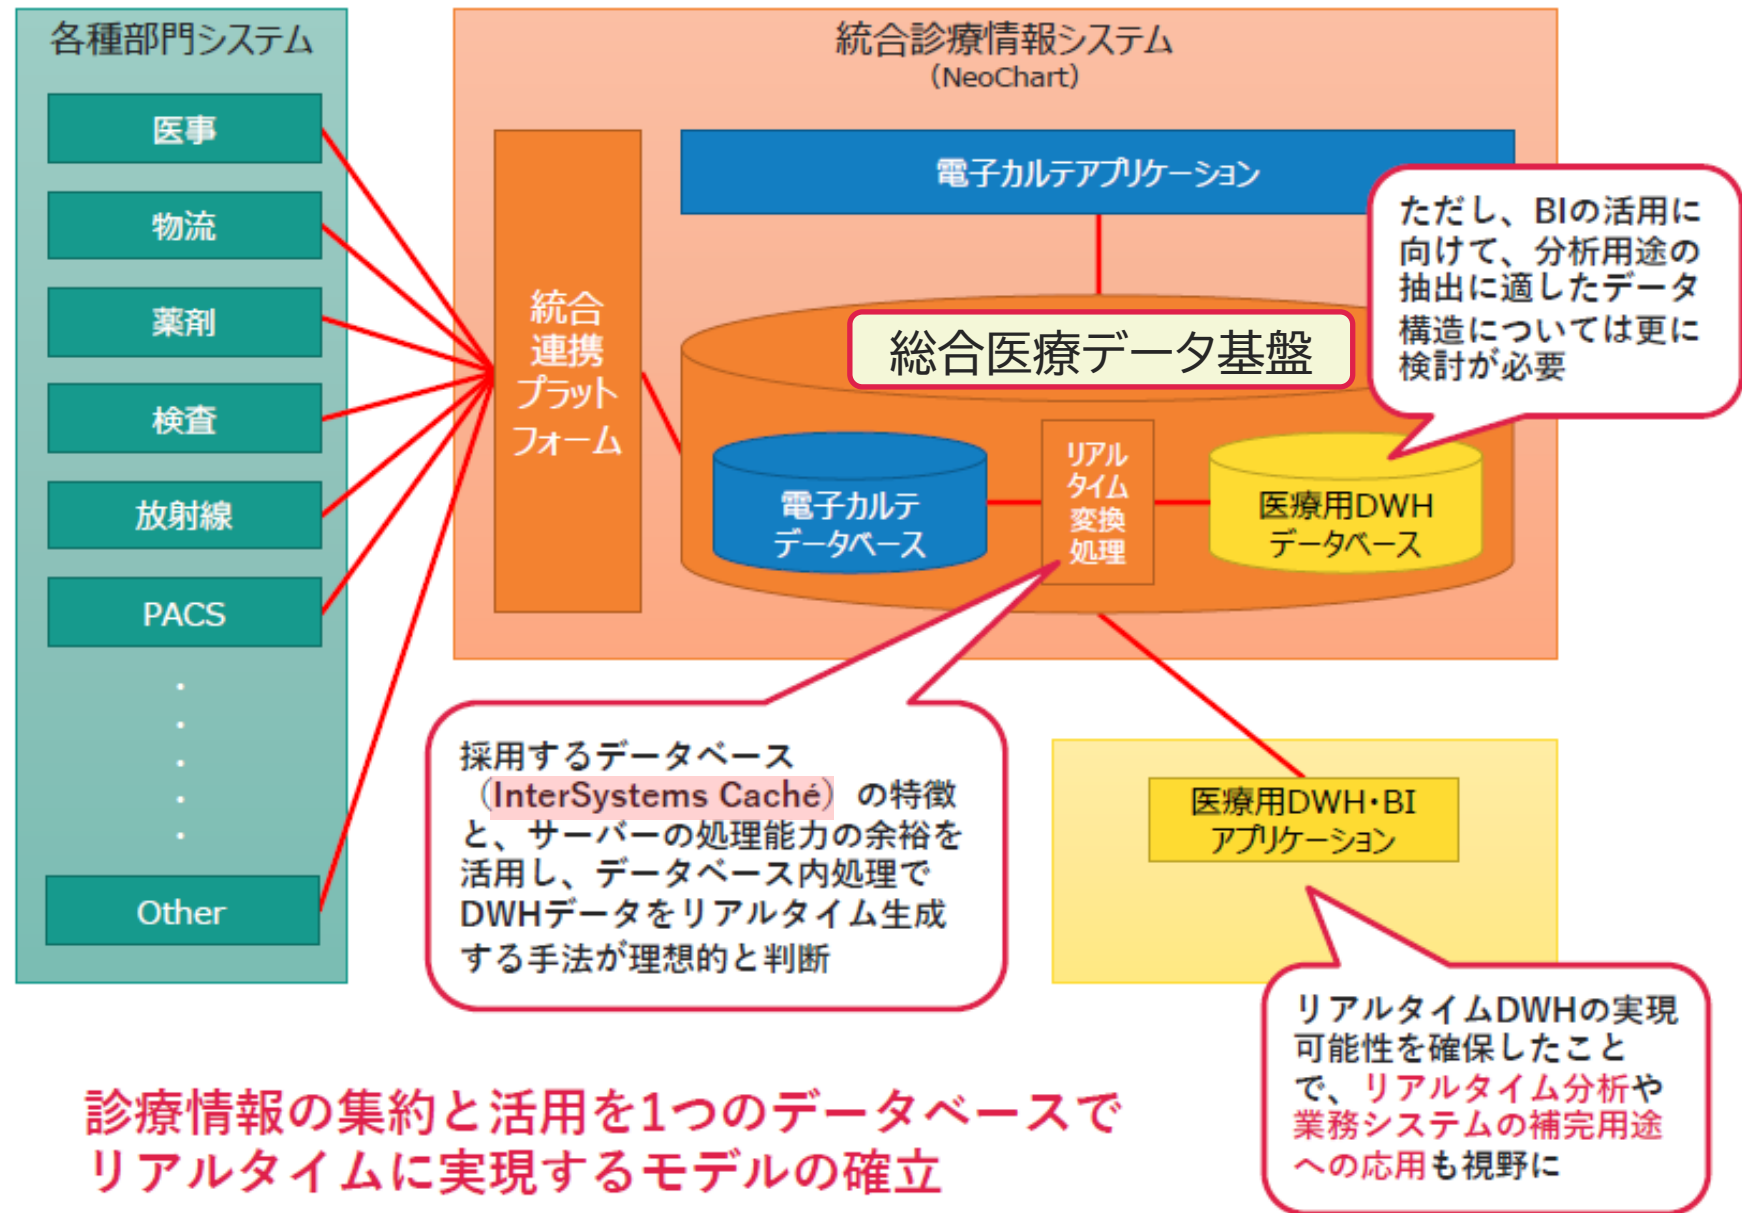 各種部門システム
医事
物流
薬剤
検査
放射線
PACS
・
・
・
・
・
Other
統合診療情報システム
（NeoChart）
統合
連携
プラット
フォーム
電子カルテアプリケーション
総合医療データ基盤
電子カルテ
データベース
リアル
タイム
変換
処理
医療用DWH
データベース
ただし、BIの活用に
向けて、分析用途の
抽出に適したデータ
構造については更に
検討が必要
採用するデータベース
（InterSystems Caché）の特徴
と、サーバーの処理能力の余裕を
活用し、データベース内処理で
DWHデータをリアルタイム生成
する手法が理想的と判断
医療用DWH・BI
アプリケーション
リアルタイムDWHの実現
可能性を確保したこと
で、リアルタイム分析や
業務システムの補完用途
への応用も視野に
診療情報の集約と活用を1つのデータベースで
リアルタイムに実現するモデルの確立